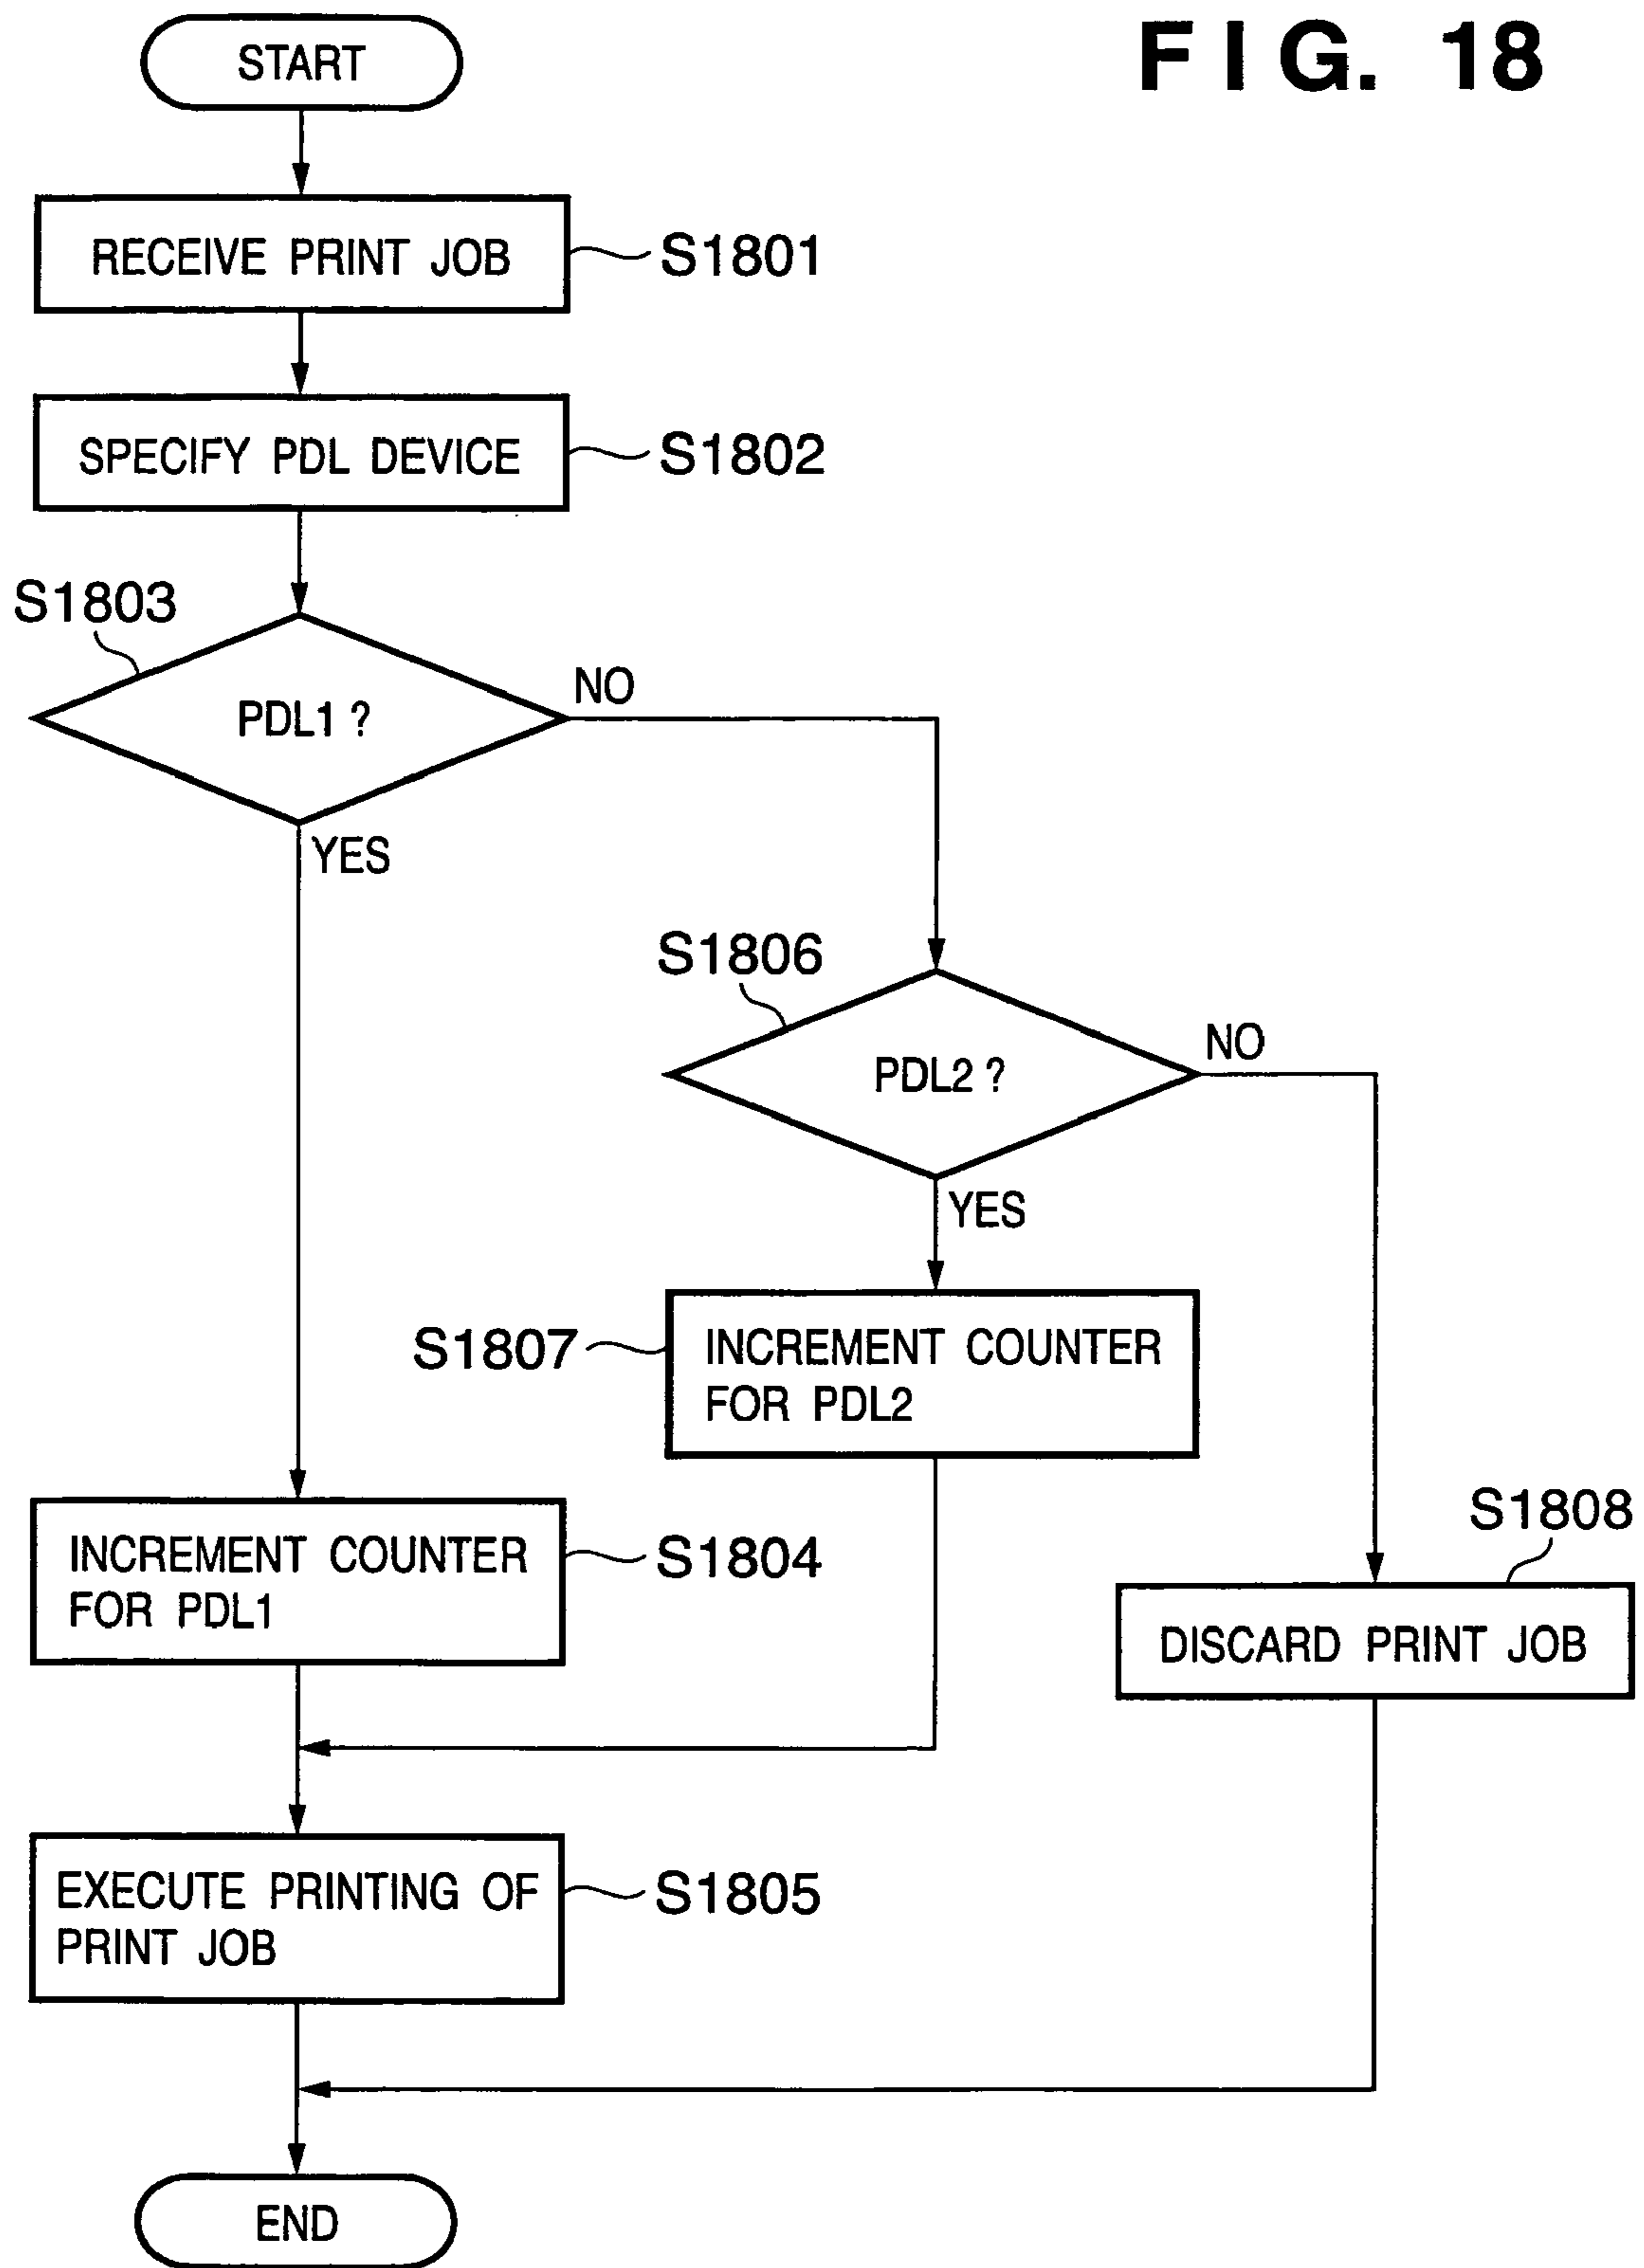 FIG. 18
START
RECEIVE PRINT JOB
S1801
SPECIFY PDL DEVICE
S1802
S1803
PDL1 ?
NO
YES
S1806
PDL2 ?
NO
YES
S1807
INCREMENT COUNTER
FOR PDL2
INCREMENT COUNTER
FOR PDL1
S1804
S1808
DISCARD PRINT JOB
EXECUTE PRINTING OF
PRINT JOB
S1805
END